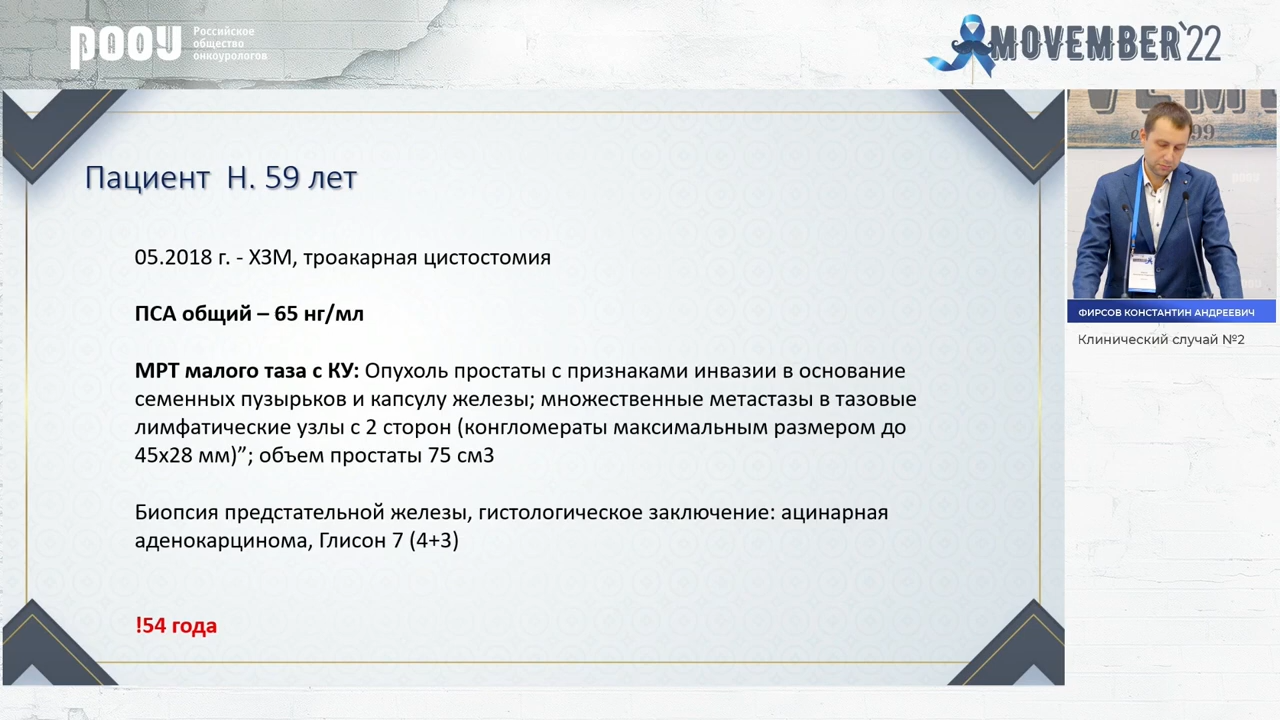 РООУ
Российское
общество
онкоурологов
MOVEMBER'22
Пациент Н. 59 лет
05.2018 г. - ХЗМ, троакарная цистостомия
ПСА общий – 65 нг/мл
МРТ малого таза с КУ: Опухоль простаты с признаками инвазии в основание
семенных пузырьков и капсулу железы; множественные метастазы в тазовые
лимфатические узлы с 2 сторон (конгломераты максимальным размером до
45х28 мм)”; объем простаты 75 см3
Биопсия предстательной железы, гистологическое заключение: ацинарная
аденокарцинома, Глисон 7 (4+3)
!54 года
ФИРСОВ КОНСТАНТИН АНДРЕЕВИЧ
Клинический случай №2